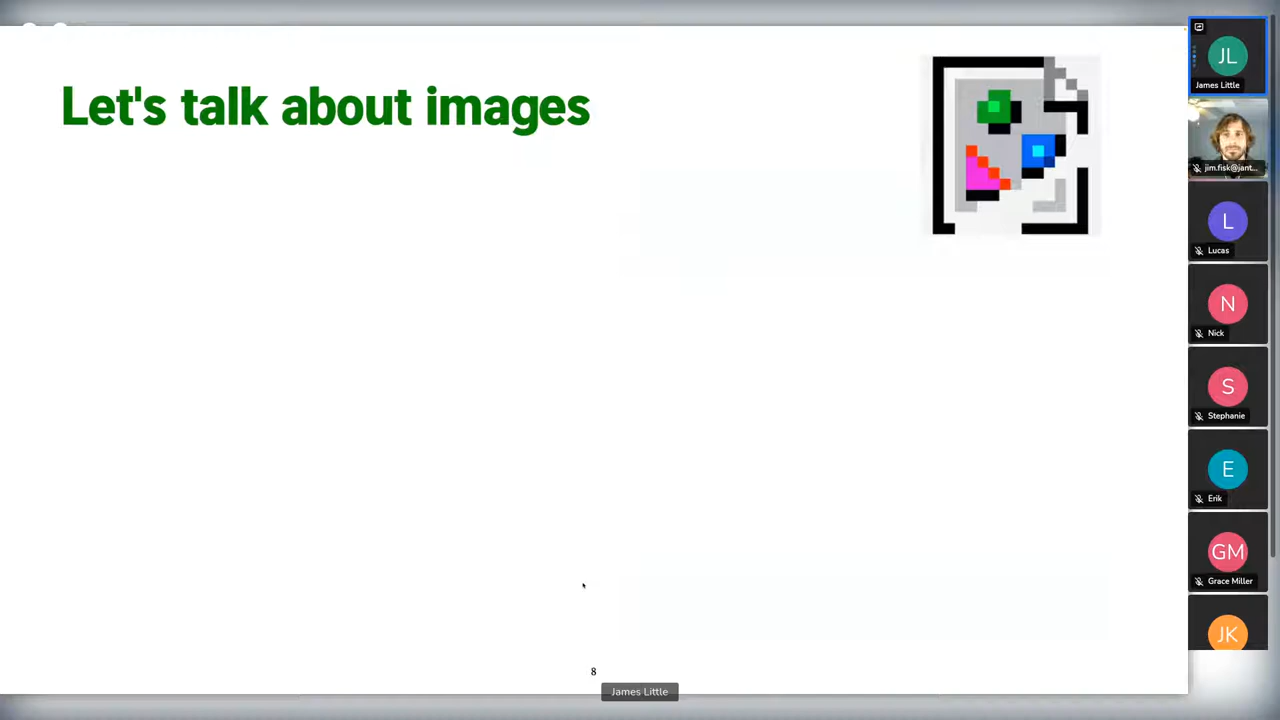 Let's talk about images
8
James Little
JL
James Little
jim.fisk@jant...
L
Lucas
N
Nick
S
Stephanie
E
Erik
GM
Grace Miller
JK